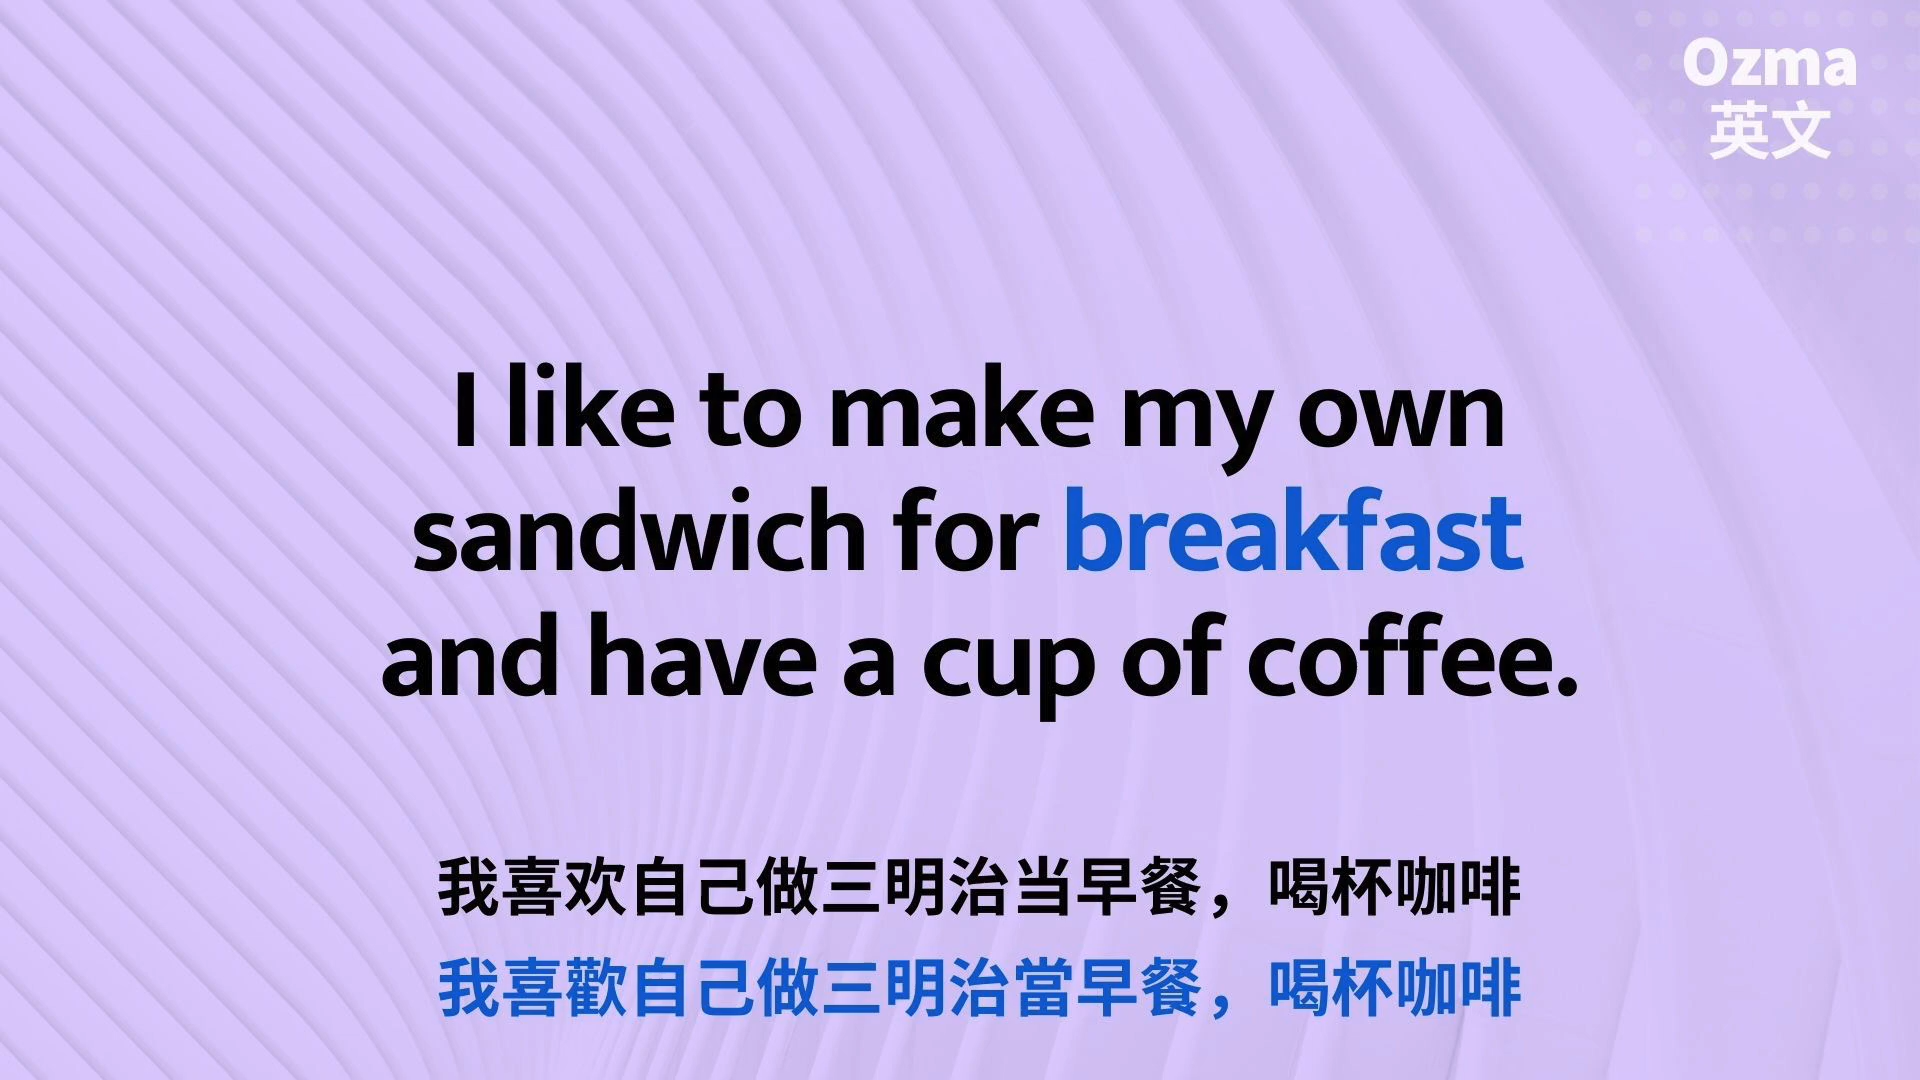 Ozma
英文
I like to make my own
sandwich for breakfast
and have a cup of coffee.
我喜欢自己做三明治当早餐，喝杯咖啡
我喜歡自己做三明治當早餐，喝杯咖啡